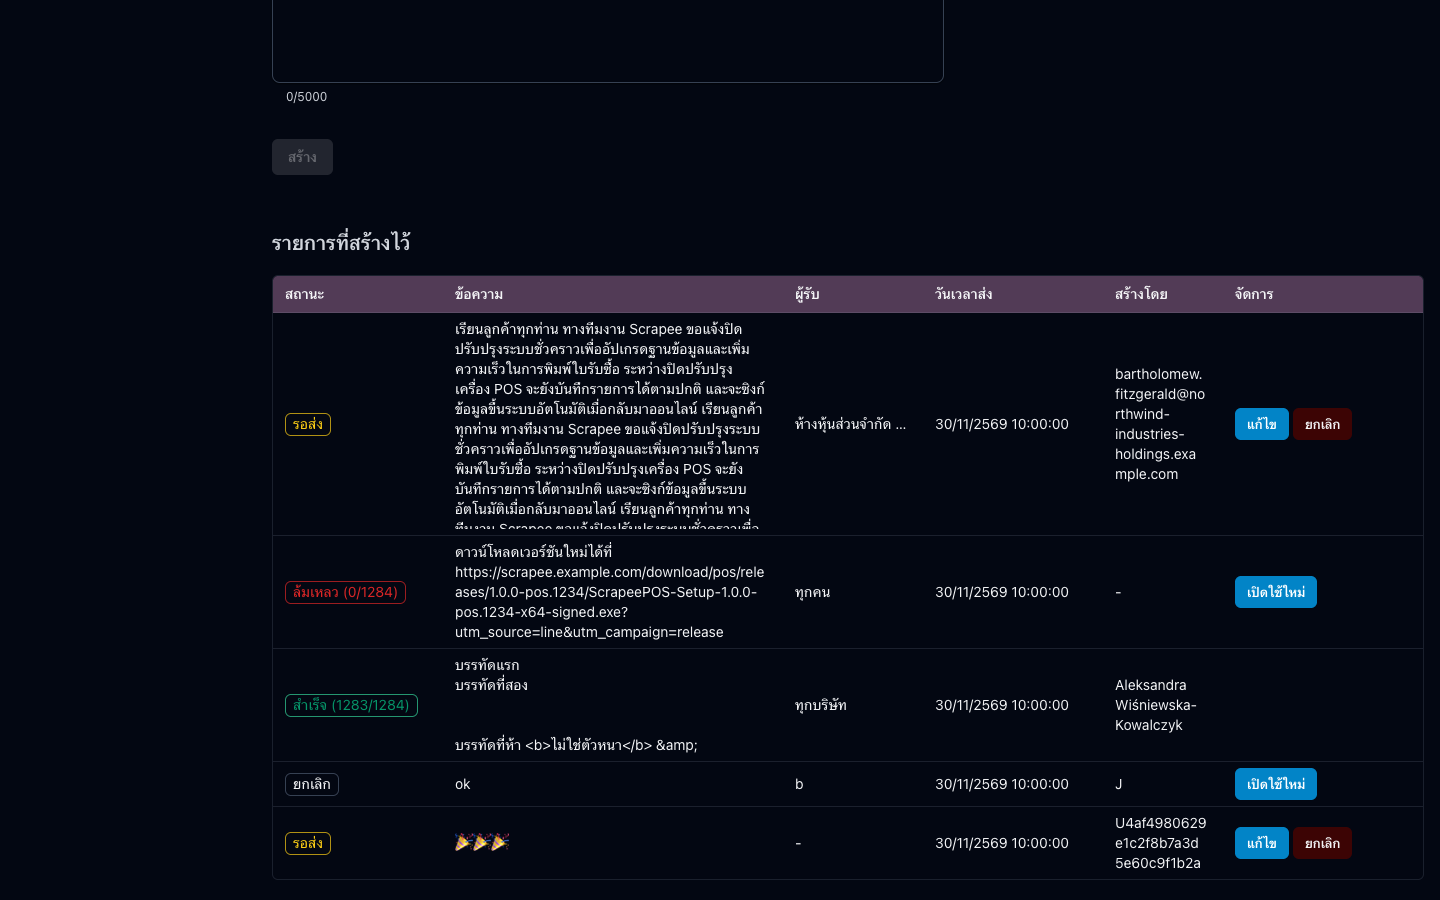 0/5000
สร้าง
รายการที่สร้างไว้
สถานะ ข้อความ ผู้รับ วันเวลาส่ง สร้างโดย จัดการ
รอส่ง
เรียนลูกค้าทุกท่าน ทางทีมงาน Scrapee ขอแจ้งปิด
ปรับปรุงระบบชั่วคราวเพื่ออัปเกรดฐานข้อมูลและเพิ่ม
ความเร็วในการพิมพ์ใบรับซื้อ ระหว่างปิดปรับปรุง
เครื่อง POS จะยังบันทึกรายการได้ตามปกติ และจะซิงก์
ข้อมูลขึ้นระบบอัตโนมัติเมื่อกลับมาออนไลน์ เรียนลูกค้า
ทุกท่าน ทางทีมงาน Scrapee ขอแจ้งปิดปรับปรุงระบบ
ชั่วคราวเพื่ออัปเกรดฐานข้อมูลและเพิ่มความเร็วในการ
พิมพ์ใบรับซื้อ ระหว่างปิดปรับปรุงเครื่อง POS จะยัง
บันทึกรายการได้ตามปกติ และจะซิงก์ข้อมูลขึ้นระบบ
อัตโนมัติเมื่อกลับมาออนไลน์ เรียนลูกค้าทุกท่าน ทาง
ทีมงาน Scrapee ขอแจ้งปิดปรับปรุงระบบชั่วคราวเพื่อ
ห้างหุ้นส่วนจำกัด ...
30/11/2569 10:00:00
bartholomew.
fitzgerald@no
rthwind-
industries-
holdings.exa
mple.com
แก้ไข ยกเลิก
ล้มเหลว (0/1284)
ดาวน์โหลดเวอร์ชันใหม่ได้ที่
https://scrapee.example.com/download/pos/rele
ases/1.0.0-pos.1234/ScrapeePOS-Setup-1.0.0-
pos.1234-x64-signed.exe?
utm_source=line&utm_campaign=release
ทุกคน
30/11/2569 10:00:00
-
เปิดใช้ใหม่
สำเร็จ (1283/1284)
บรรทัดแรก
บรรทัดที่สอง
บรรทัดที่ห้า <b>ไม่ใช่ตัวหนา</b> &amp;
ทุกบริษัท
30/11/2569 10:00:00
Aleksandra
Wiśniewska-
Kowalczyk
ยกเลิก ok b 30/11/2569 10:00:00 J เปิดใช้ใหม่
รอส่ง
🎉🎉🎉
-
30/11/2569 10:00:00
U4af4980629
e1c2f8b7a3d
5e60c9f1b2a
แก้ไข ยกเลิก